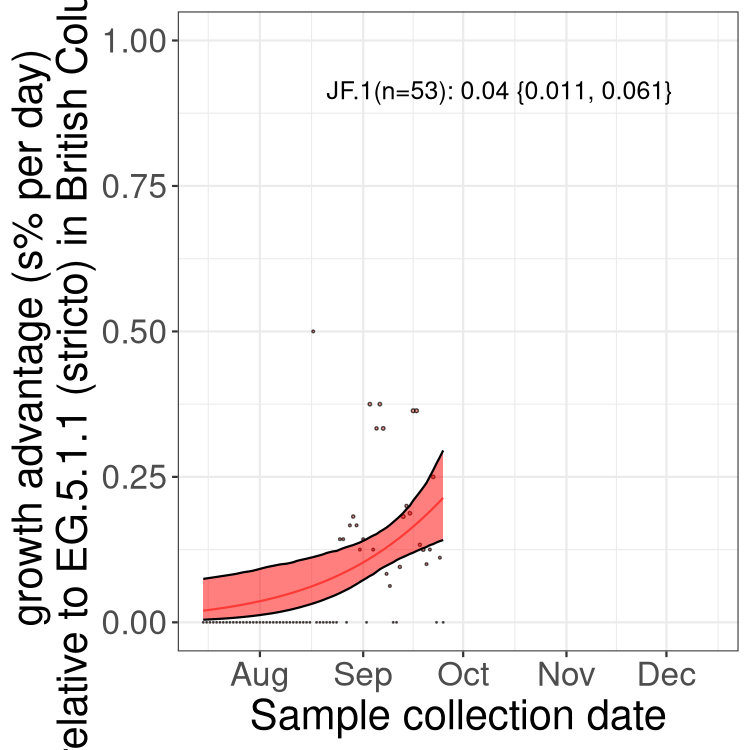 growth advantage (s% per day)
relative to EG.5.1.1 (stricto) in British
1.00
0.75
0.50
0.25
0.00
JF.1(n=53): 0.04 {0.011, 0.061}
Aug Sep Oct Nov Dec
Sample collection date